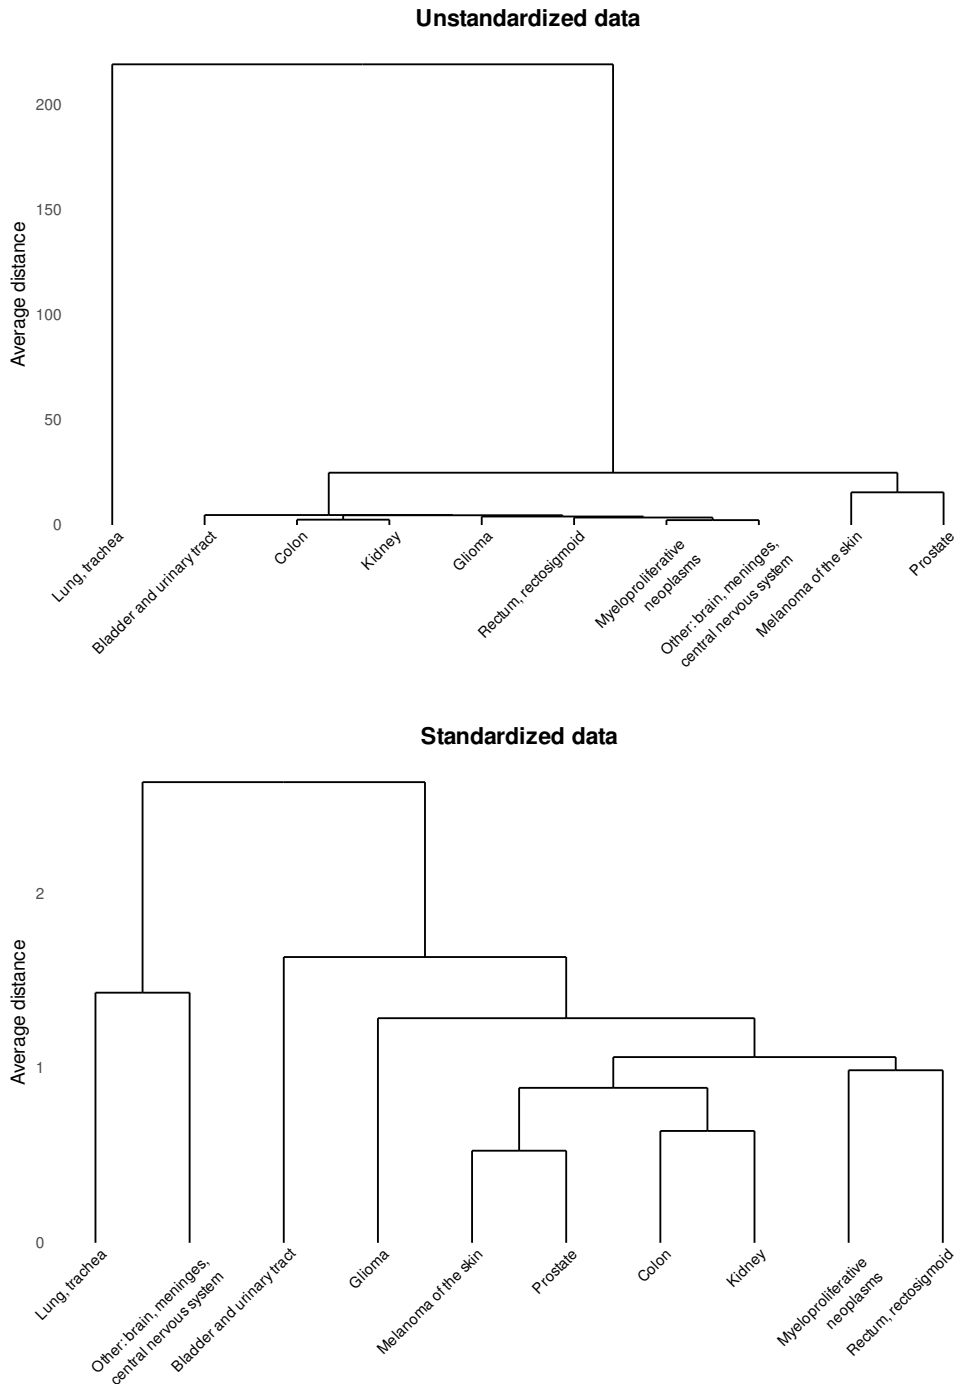 Unstandardized data
Average distance
200
150
100
50
0
Lung, trachea
Bladder and urinary tract
Colon
Kidney
Glioma
Rectum, rectosigmoid
Myeloproliferative
neoplasms
Other: brain, meninges,
central nervous system
Melanoma of the skin
Prostate
Standardized data
Average distance
2
1
0
Lung, trachea
Other: brain, meninges,
central nervous system
Bladder and urinary tract
Glioma
Melanoma of the skin
Prostate
Colon
Kidney
Myeloproliferative
neoplasms
Rectum, rectosigmoid